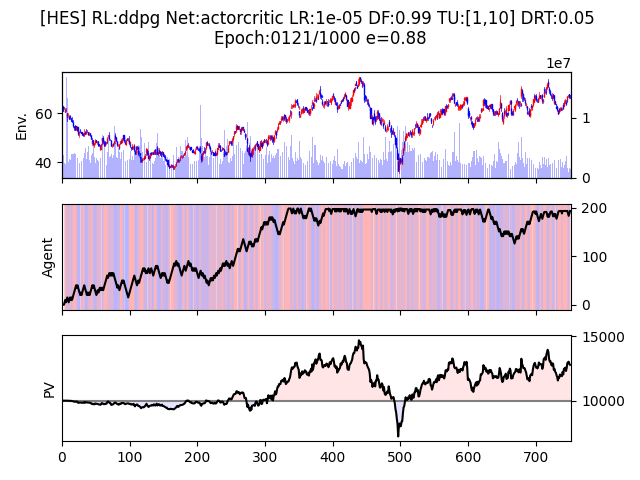 [HES] RL:ddpg Net:actorcritic LR:1e-05 DF:0.99 TU:[1,10] DRT:0.05
Epoch:0121/1000 e=0.88
1e7
Env.
60
40
1
0
Agent
200
100
0
PV
15000
10000
0 100 200 300 400 500 600 700